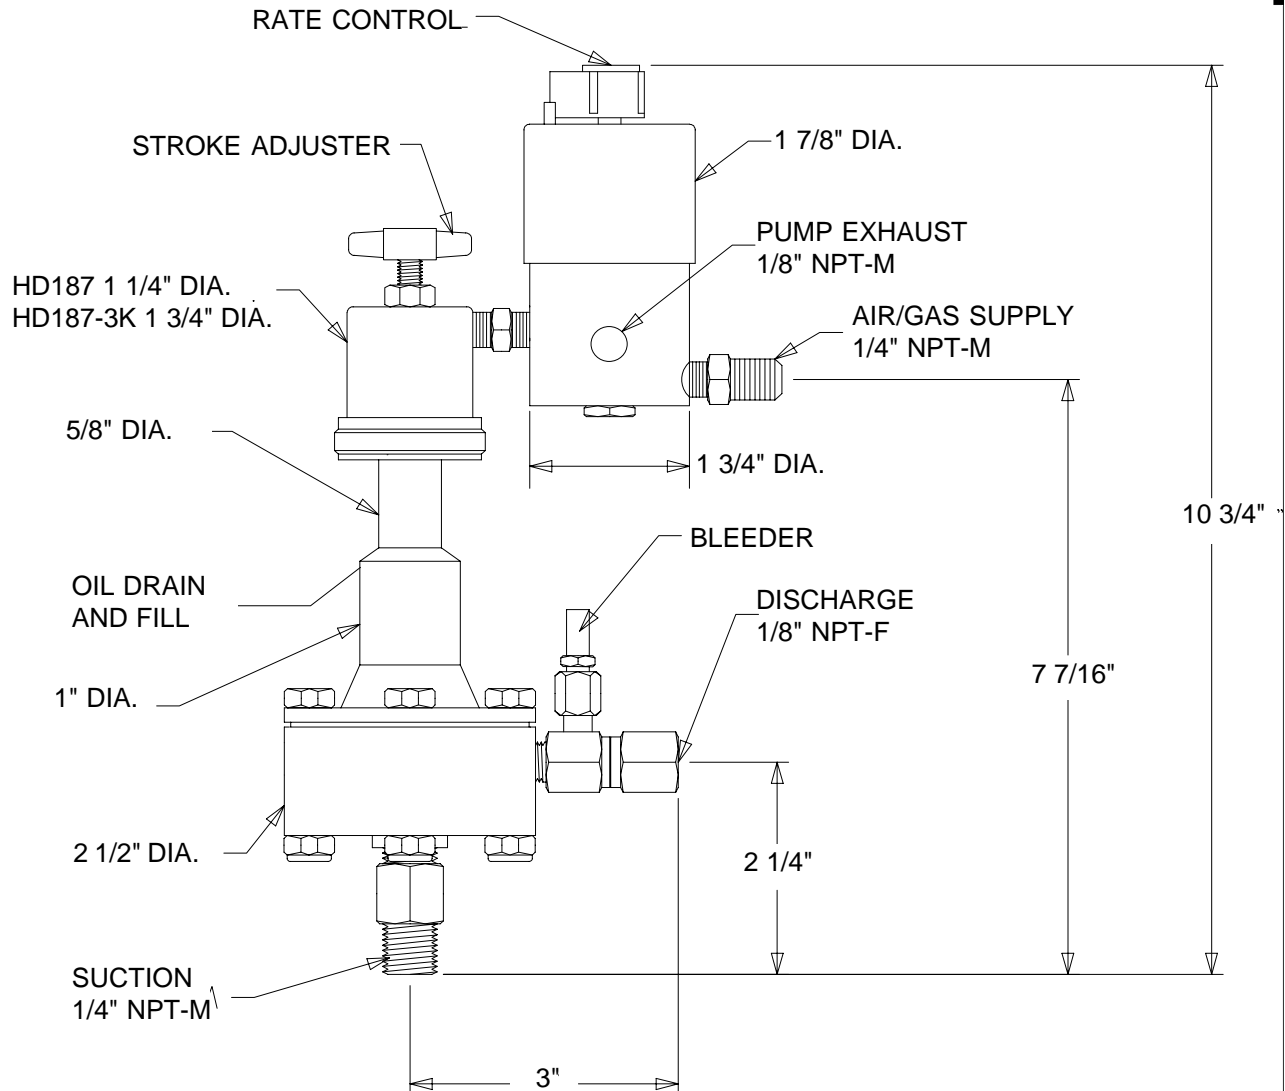 RATE CONTROL
STROKE ADJUSTER
1 7/8" DIA.
PUMP EXHAUST
1/8" NPT-M
HD187 1 1/4" DIA.
HD187-3K 1 3/4" DIA.
AIR/GAS SUPPLY
1/4" NPT-M
5/8" DIA.
1 3/4" DIA.
10 3/4"
BLEEDER
OIL DRAIN
AND FILL
DISCHARGE
1/8" NPT-F
7 7/16"
1" DIA.
2 1/2" DIA.
2 1/4"
SUCTION
1/4" NPT-M
3"